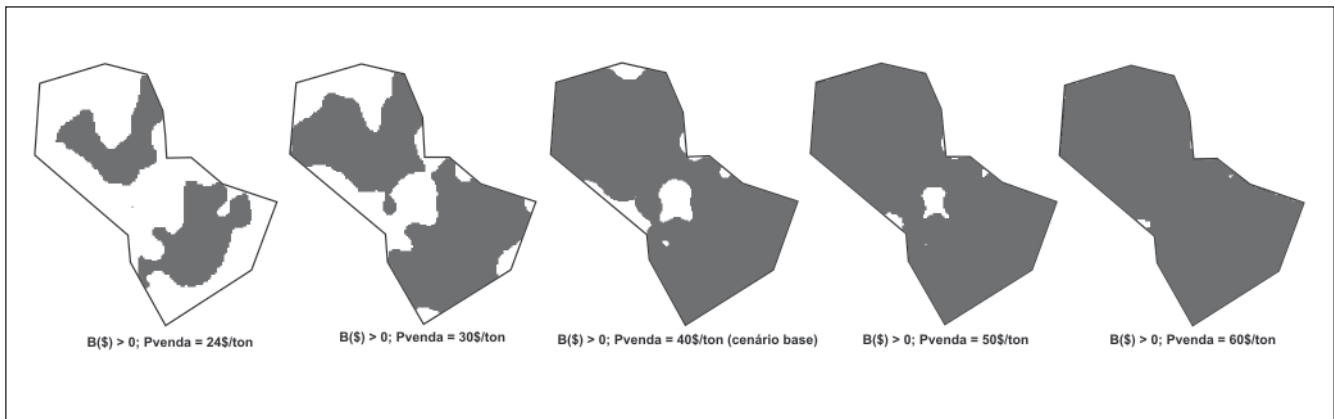 B($) > 0; Pvenda = 24$/ton
B($) > 0; Pvenda = 30$/ton
B($) > 0; Pvenda = 40$/ton (cenário base)
B($) > 0; Pvenda = 50$/ton
B($) > 0; Pvenda = 60$/ton